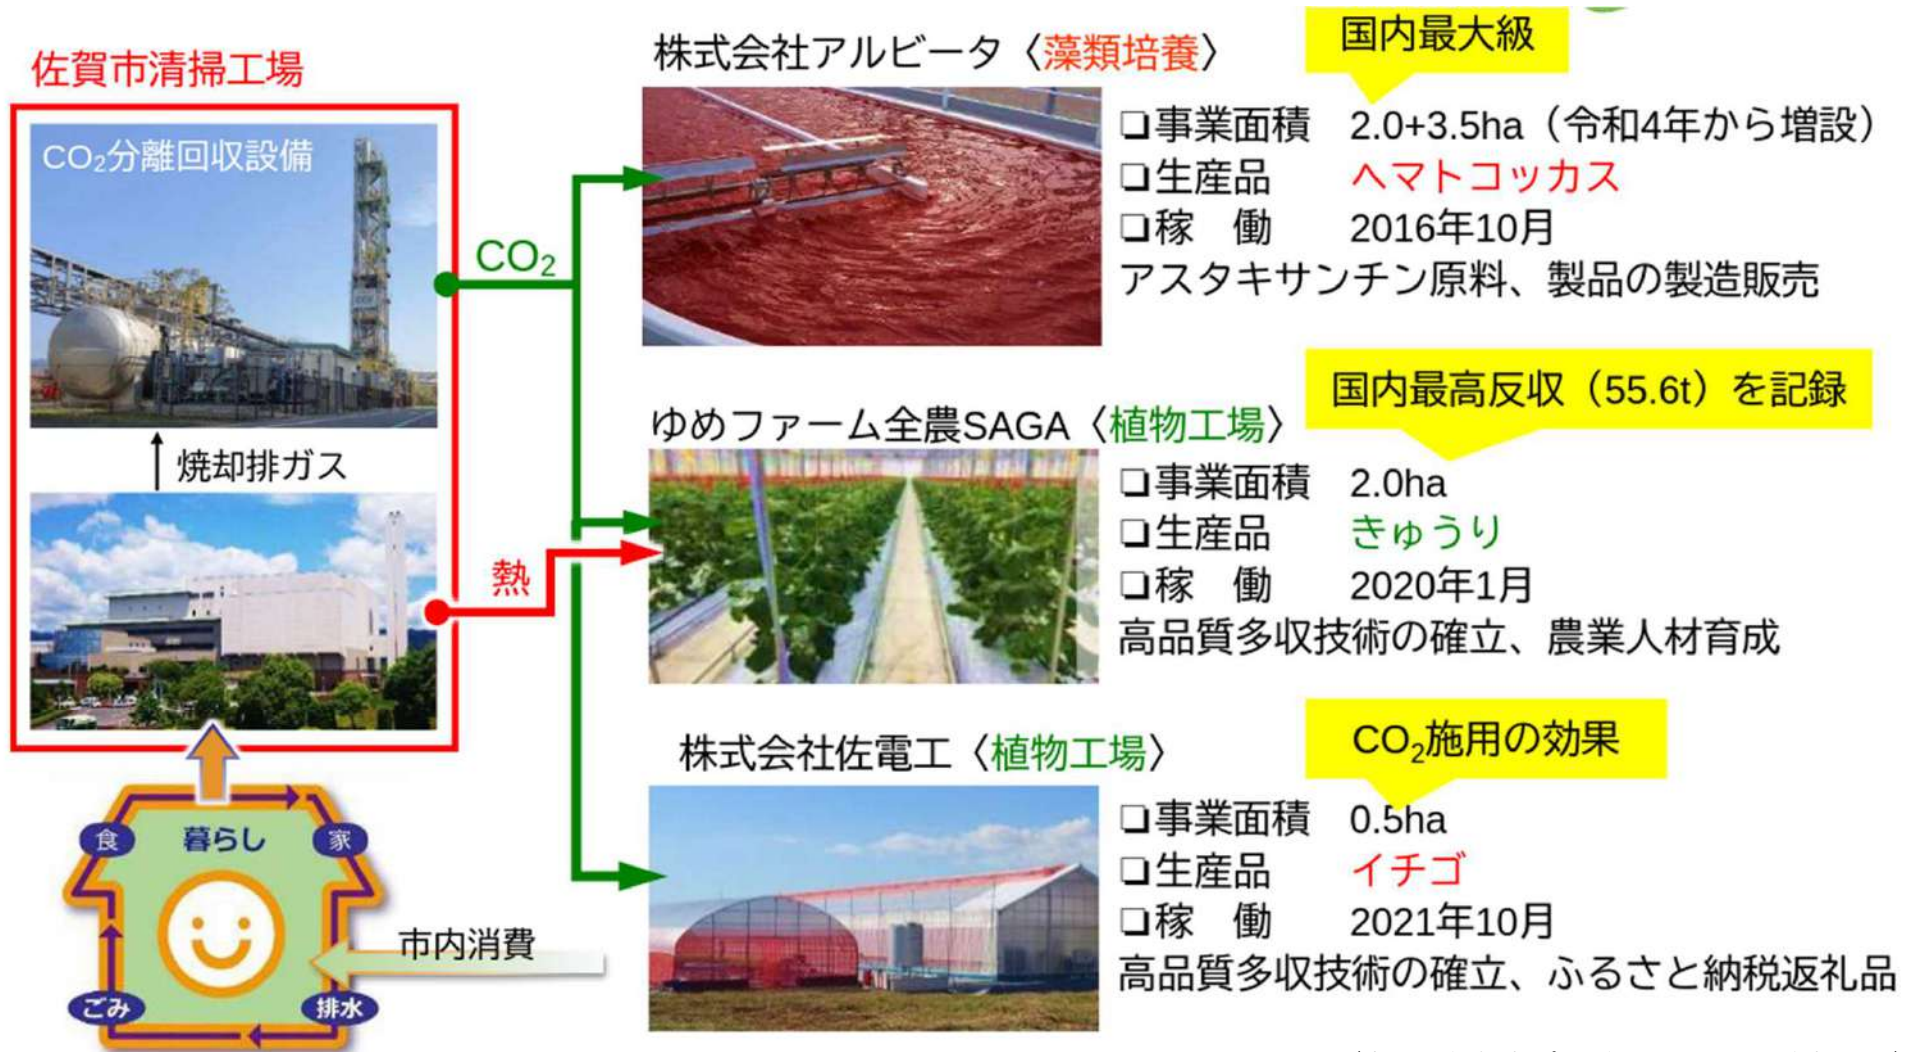 佐賀市清掃工場
CO₂分離回収設備
焼却排ガス
CO₂
熱
食
暮らし
家
ごみ
排水
市内消費
株式会社アルビータ〈藻類培養〉
国内最大級
❏事業面積 2.0+3.5ha（令和4年から増設）
❏生産品 ヘマトコッカス
❏稼 働 2016年10月
アスタキサンチン原料、製品の製造販売
ゆめファーム全農SAGA〈植物工場〉
国内最高反収（55.6t）を記録
❏事業面積 2.0ha
❏生産品 きゅうり
❏稼 働 2020年1月
高品質多収技術の確立、農業人材育成
株式会社佐電工〈植物工場〉
CO₂施用の効果
❏事業面積 0.5ha
❏生産品 イチゴ
❏稼 働 2021年10月
高品質多収技術の確立、ふるさと納税返礼品